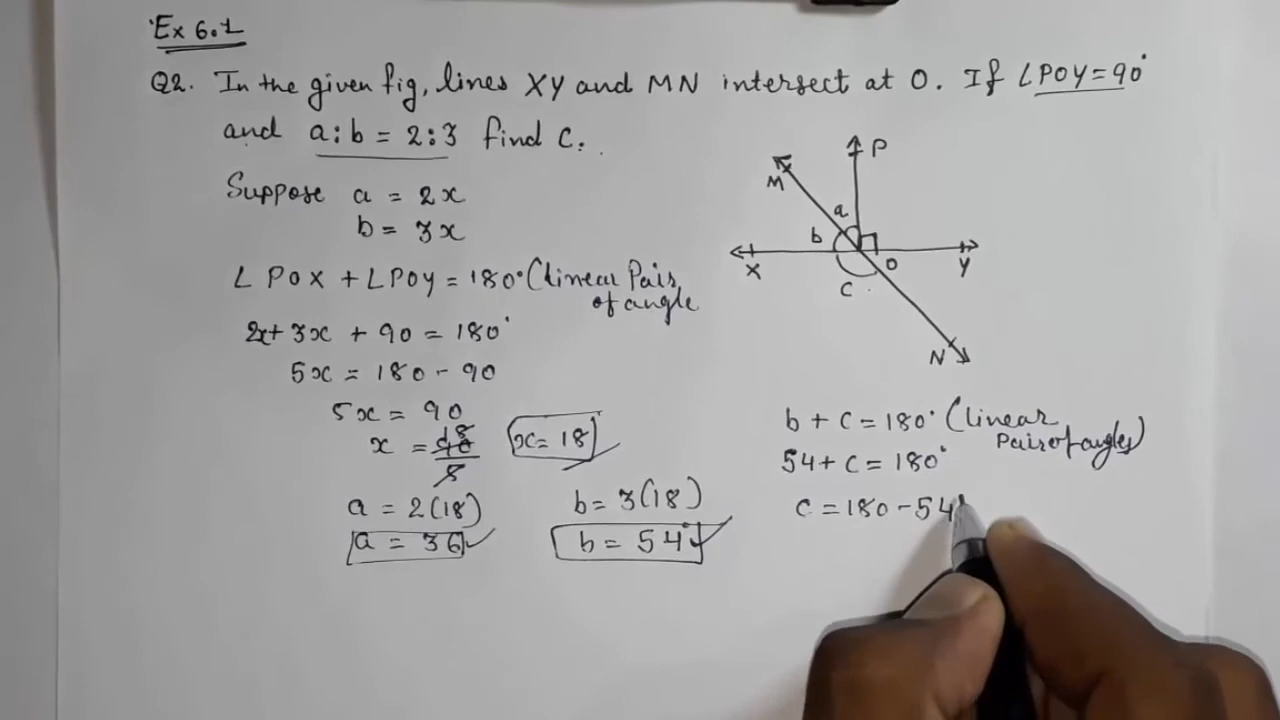 Ex 6.1
Q2. In the given fig, lines XY and MN intersect at O. If ∠POY = 90°
and a:b = 2:3 find C.
Suppose a = 2x
b = 3x
∠POX + ∠POY = 180° (linear Pair
of angle
2x + 3x + 90 = 180°
5x = 180 - 90
5x = 90
x = 90/5 18
x = 18
a = 2(18)
a = 36
b = 3(18)
b = 54°
P
M
a
b
X
O
Y
C
N
b + c = 180° (linear
Pair of angles)
54 + c = 180°
c = 180 - 54